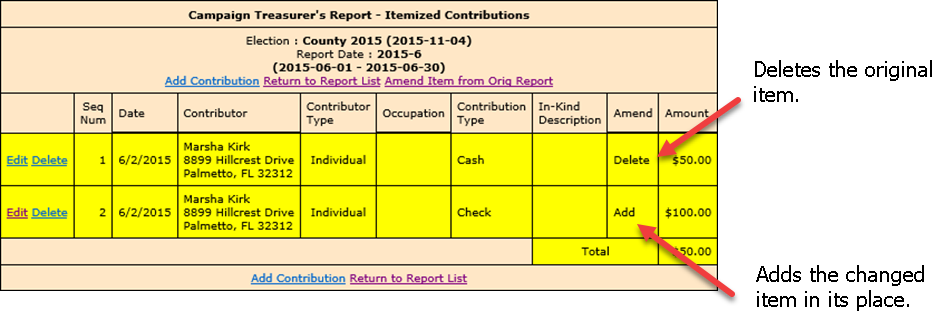 Campaign Treasurer's Report - Itemized Contributions
Election : County 2015 (2015-11-04)
Report Date : 2015-6
(2015-06-01 - 2015-06-30)
Add Contribution Return to Report List Amend Item from Orig Report
Seq Num Date Contributor Contributor Type Occupation Contribution Type In-Kind Description Amend Amount
Edit Delete 1 6/2/2015 Marsha Kirk
8899 Hillcrest Drive
Palmetto, FL 32312
Individual Cash Delete $50.00
Edit Delete 2 6/2/2015 Marsha Kirk
8899 Hillcrest Drive
Palmetto, FL 32312
Individual Check Add $100.00
Total $50.00
Add Contribution Return to Report List
Deletes the original
item.
Adds the changed
item in its place.